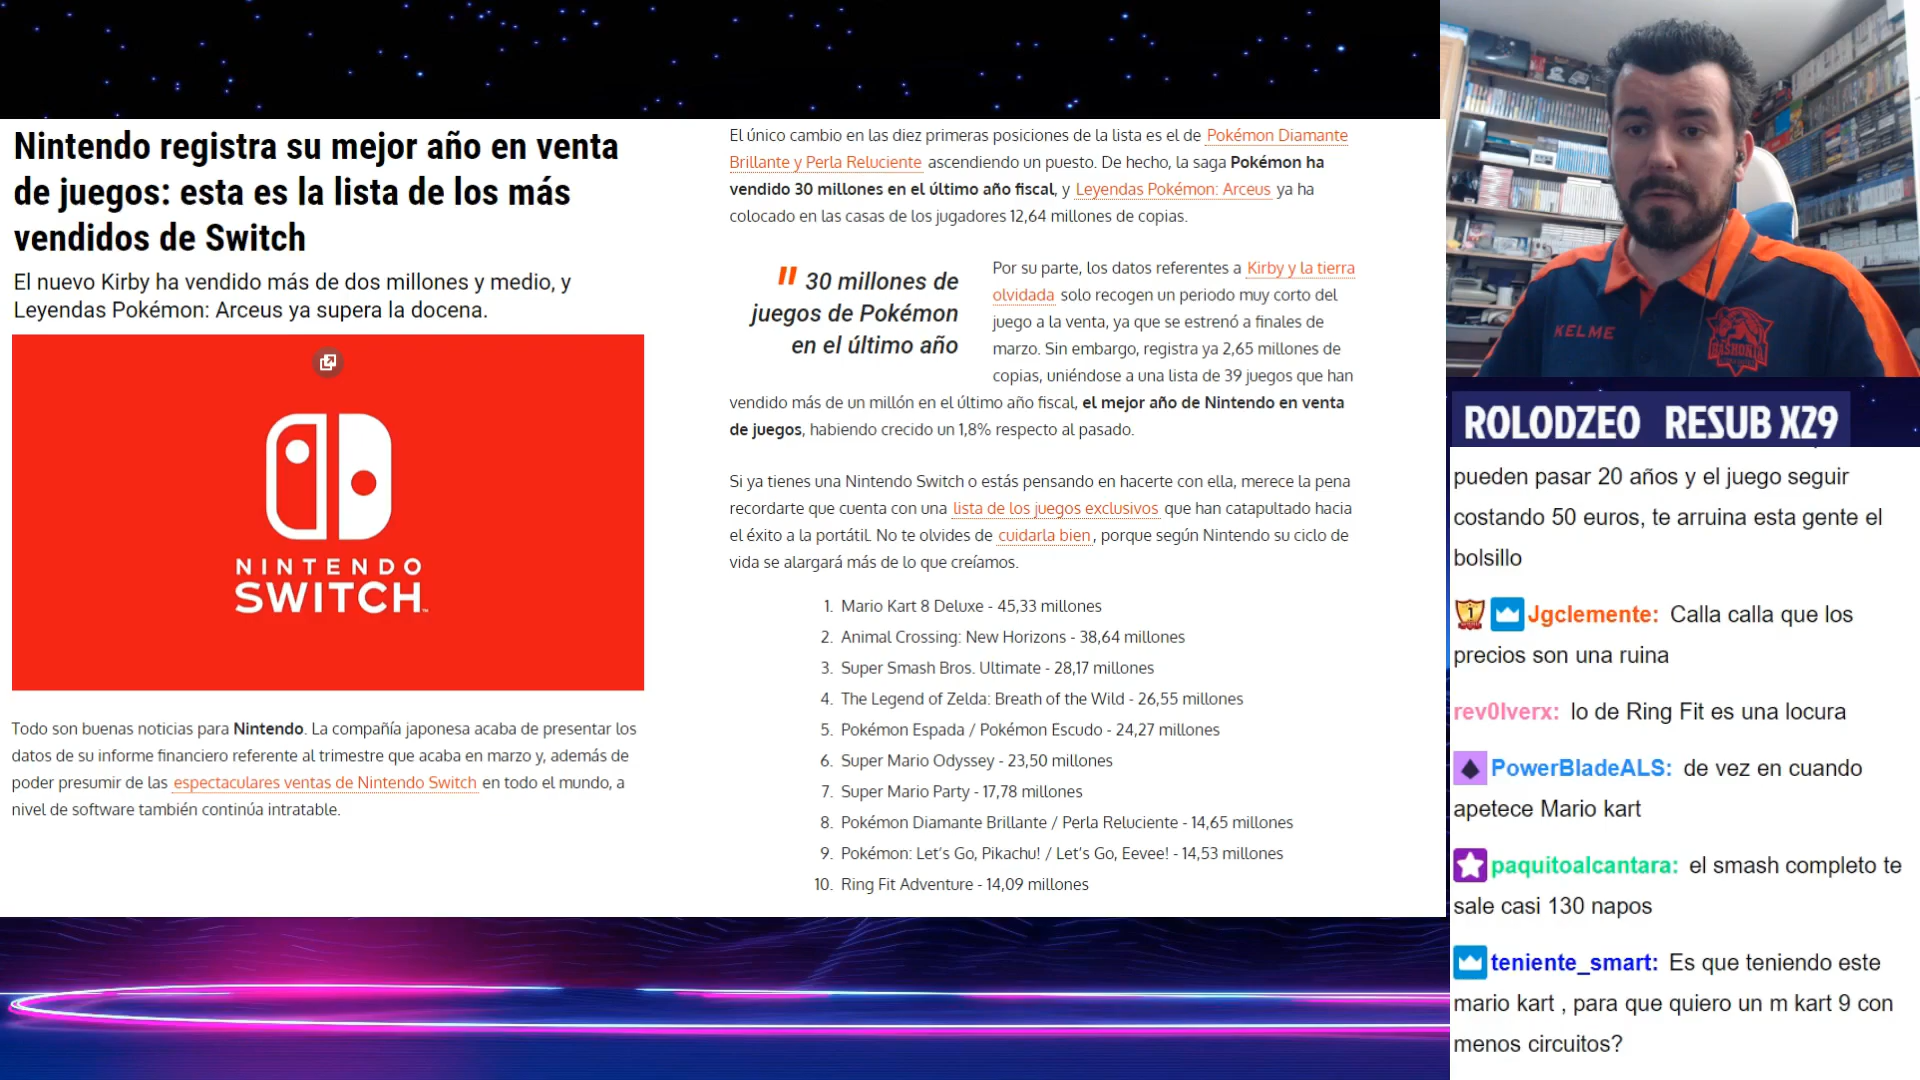 Nintendo registra su mejor año en venta
de juegos: esta es la lista de los más
vendidos de Switch
El nuevo Kirby ha vendido más de dos millones y medio, y
Leyendas Pokémon: Arceus ya supera la docena.
NINTENDO
SWITCH™
Todo son buenas noticias para Nintendo. La compañía japonesa acaba de presentar los
datos de su informe financiero referente al trimestre que acaba en marzo y, además de
poder presumir de las espectaculares ventas de Nintendo Switch en todo el mundo, a
nivel de software también continúa intratable.
El único cambio en las diez primeras posiciones de la lista es el de Pokémon Diamante
Brillante y Perla Reluciente ascendiendo un puesto. De hecho, la saga Pokémon ha
vendido 30 millones en el último año fiscal, y Leyendas Pokémon: Arceus ya ha
colocado en las casas de los jugadores 12,64 millones de copias.
" 30 millones de
juegos de Pokémon
en el último año
Por su parte, los datos referentes a Kirby y la tierra
olvidada solo recogen un periodo muy corto del
juego a la venta, ya que se estrenó a finales de
marzo. Sin embargo, registra ya 2,65 millones de
copias, uniéndose a una lista de 39 juegos que han
vendido más de un millón en el último año fiscal, el mejor año de Nintendo en venta
de juegos, habiendo crecido un 1,8% respecto al pasado.
Si ya tienes una Nintendo Switch o estás pensando en hacerte con ella, merece la pena
recordarte que cuenta con una lista de los juegos exclusivos que han catapultado hacia
el éxito a la portátil. No te olvides de cuidarla bien, porque según Nintendo su ciclo de
vida se alargará más de lo que creíamos.
1. Mario Kart 8 Deluxe - 45,33 millones
2. Animal Crossing: New Horizons - 38,64 millones
3. Super Smash Bros. Ultimate - 28,17 millones
4. The Legend of Zelda: Breath of the Wild - 26,55 millones
5. Pokémon Espada / Pokémon Escudo - 24,27 millones
6. Super Mario Odyssey - 23,50 millones
7. Super Mario Party - 17,78 millones
8. Pokémon Diamante Brillante / Perla Reluciente - 14,65 millones
9. Pokémon: Let's Go, Pikachu! / Let's Go, Eevee! - 14,53 millones
10. Ring Fit Adventure - 14,09 millones
KELME
BASKONIA
ROLODZEO RESUB X29
pueden pasar 20 años y el juego seguir
costando 50 euros, te arruina esta gente el
bolsillo
1 Jgclemente: Calla calla que los
precios son una ruina
rev0lverx: lo de Ring Fit es una locura
PowerBladeALS: de vez en cuando
apetece Mario kart
paquitoalcantara: el smash completo te
sale casi 130 napos
teniente_smart: Es que teniendo este
mario kart , para que quiero un m kart 9 con
menos circuitos?